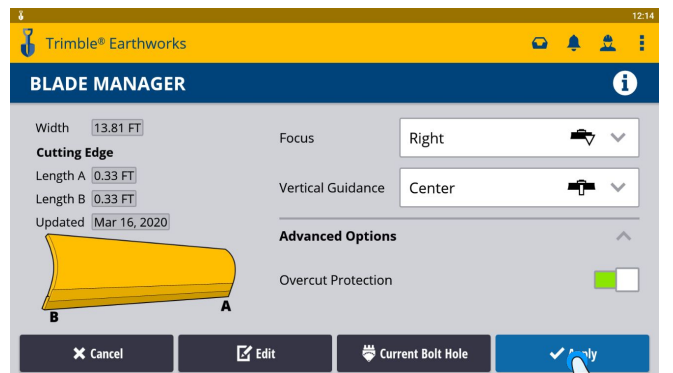 12:14
Trimble® Earthworks
BLADE MANAGER
Width 13.81 FT
Cutting Edge
Length A 0.33 FT
Length B 0.33 FT
Updated Mar 16, 2020
B
A
Focus Right
Vertical Guidance Center
Advanced Options
Overcut Protection
Cancel
Edit
Current Bolt Hole
Apply